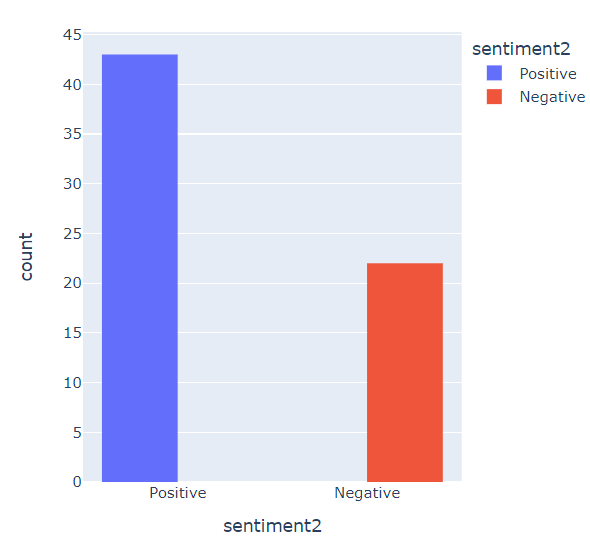 45
40
35
30
25
20
15
10
5
0
count
Positive
Negative
sentiment2
sentiment2
Positive
Negative